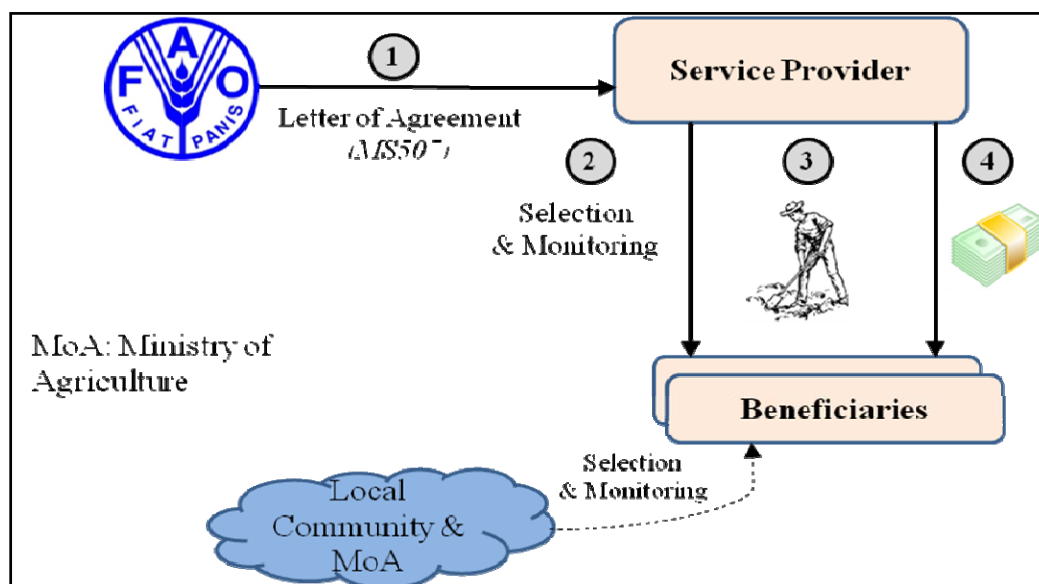 F A O
FIAT PANIS
1
Service Provider
Letter of Agreement
2
3
4
Selection
& Monitoring
MoA: Ministry of
Agriculture
Beneficiaries
Selection
& Monitoring
Local
Community &
MoA